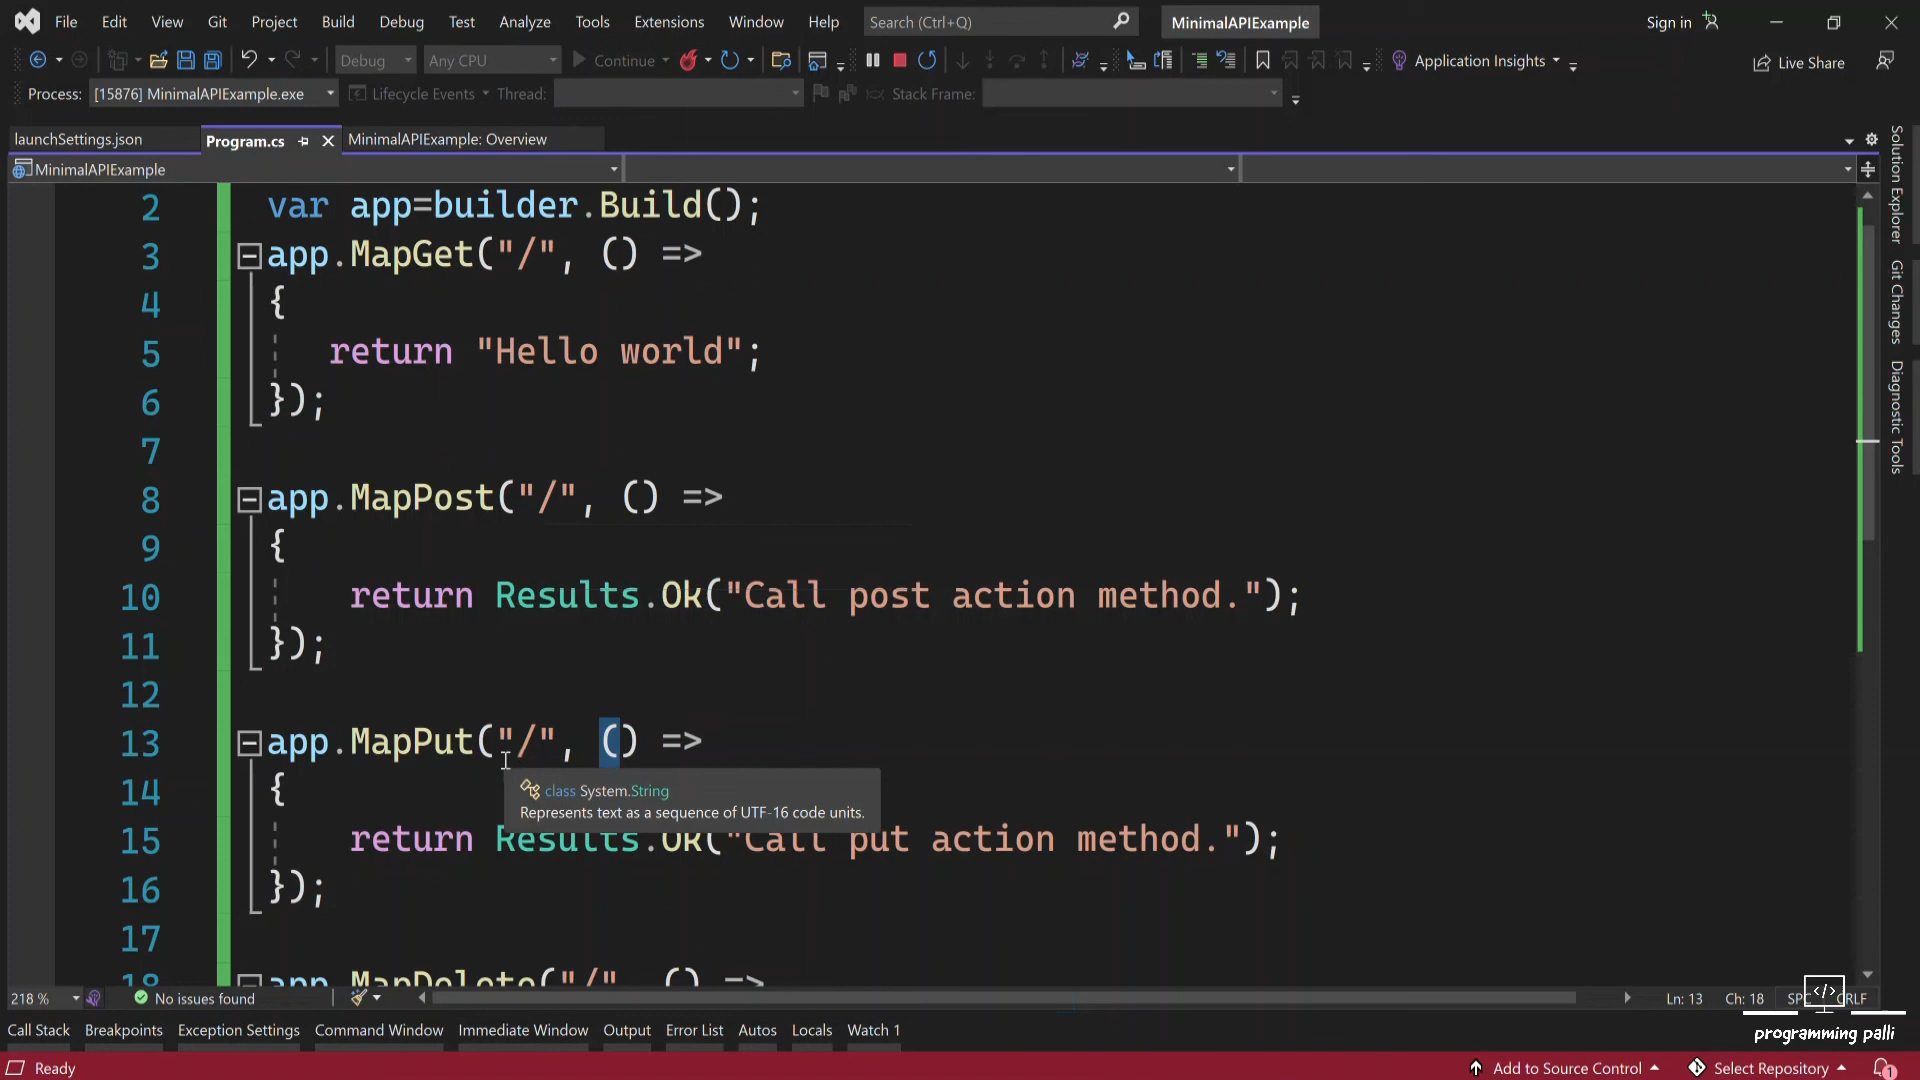 File Edit View Git Project Build Debug Test Analyze Tools Extensions Window Help Search (Ctrl+Q) MinimalAPIExample Sign in
Debug Any CPU Continue Application Insights Live Share
Process: [15876] MinimalAPIExample.exe Lifecycle Events Thread: Stack Frame:
launchSettings.json Program.cs MinimalAPIExample: Overview
MinimalAPIExample
2 var app=builder.Build();
3 app.MapGet("/", () =>
4 {
5 return "Hello world";
6 });
7
8 app.MapPost("/", () =>
9 {
10 return Results.Ok("Call post action method.");
11 });
12
13 app.MapPut("/", () =>
class System.String
Represents text as a sequence of UTF-16 code units.
14 {
15 return Results.Ok("Call put action method.");
16 });
17
18 app.MapDelete("/", () =>
Solution Explorer
Git Changes
Diagnostic Tools
218 % No issues found Ln: 13 Ch: 18 SPC CRLF
Call Stack Breakpoints Exception Settings Command Window Immediate Window Output Error List Autos Locals Watch 1
programming palli
Ready Add to Source Control Select Repository 1